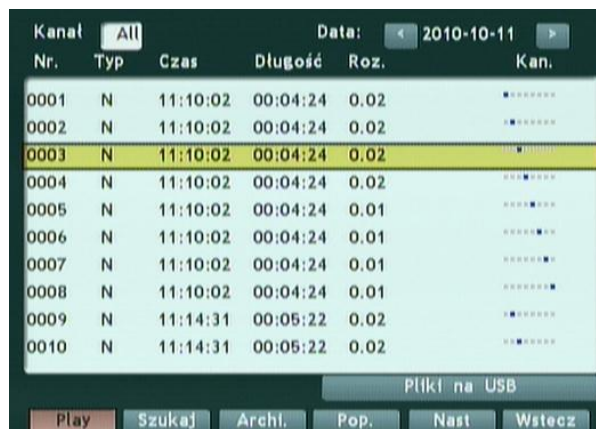 Kanał All Data: < 2010-10-11 >
Nr. Typ Czas Długość Roz. Kan.
0001 N 11:10:02 00:04:24 0.02
0002 N 11:10:02 00:04:24 0.02
0003 N 11:10:02 00:04:24 0.02
0004 N 11:10:02 00:04:24 0.02
0005 N 11:10:02 00:04:24 0.01
0006 N 11:10:02 00:04:24 0.01
0007 N 11:10:02 00:04:24 0.01
0008 N 11:10:02 00:04:24 0.01
0009 N 11:14:31 00:05:22 0.02
0010 N 11:14:31 00:05:22 0.02
Pliki na USB
Play Szukaj Archi. Pop. Nast Wstecz